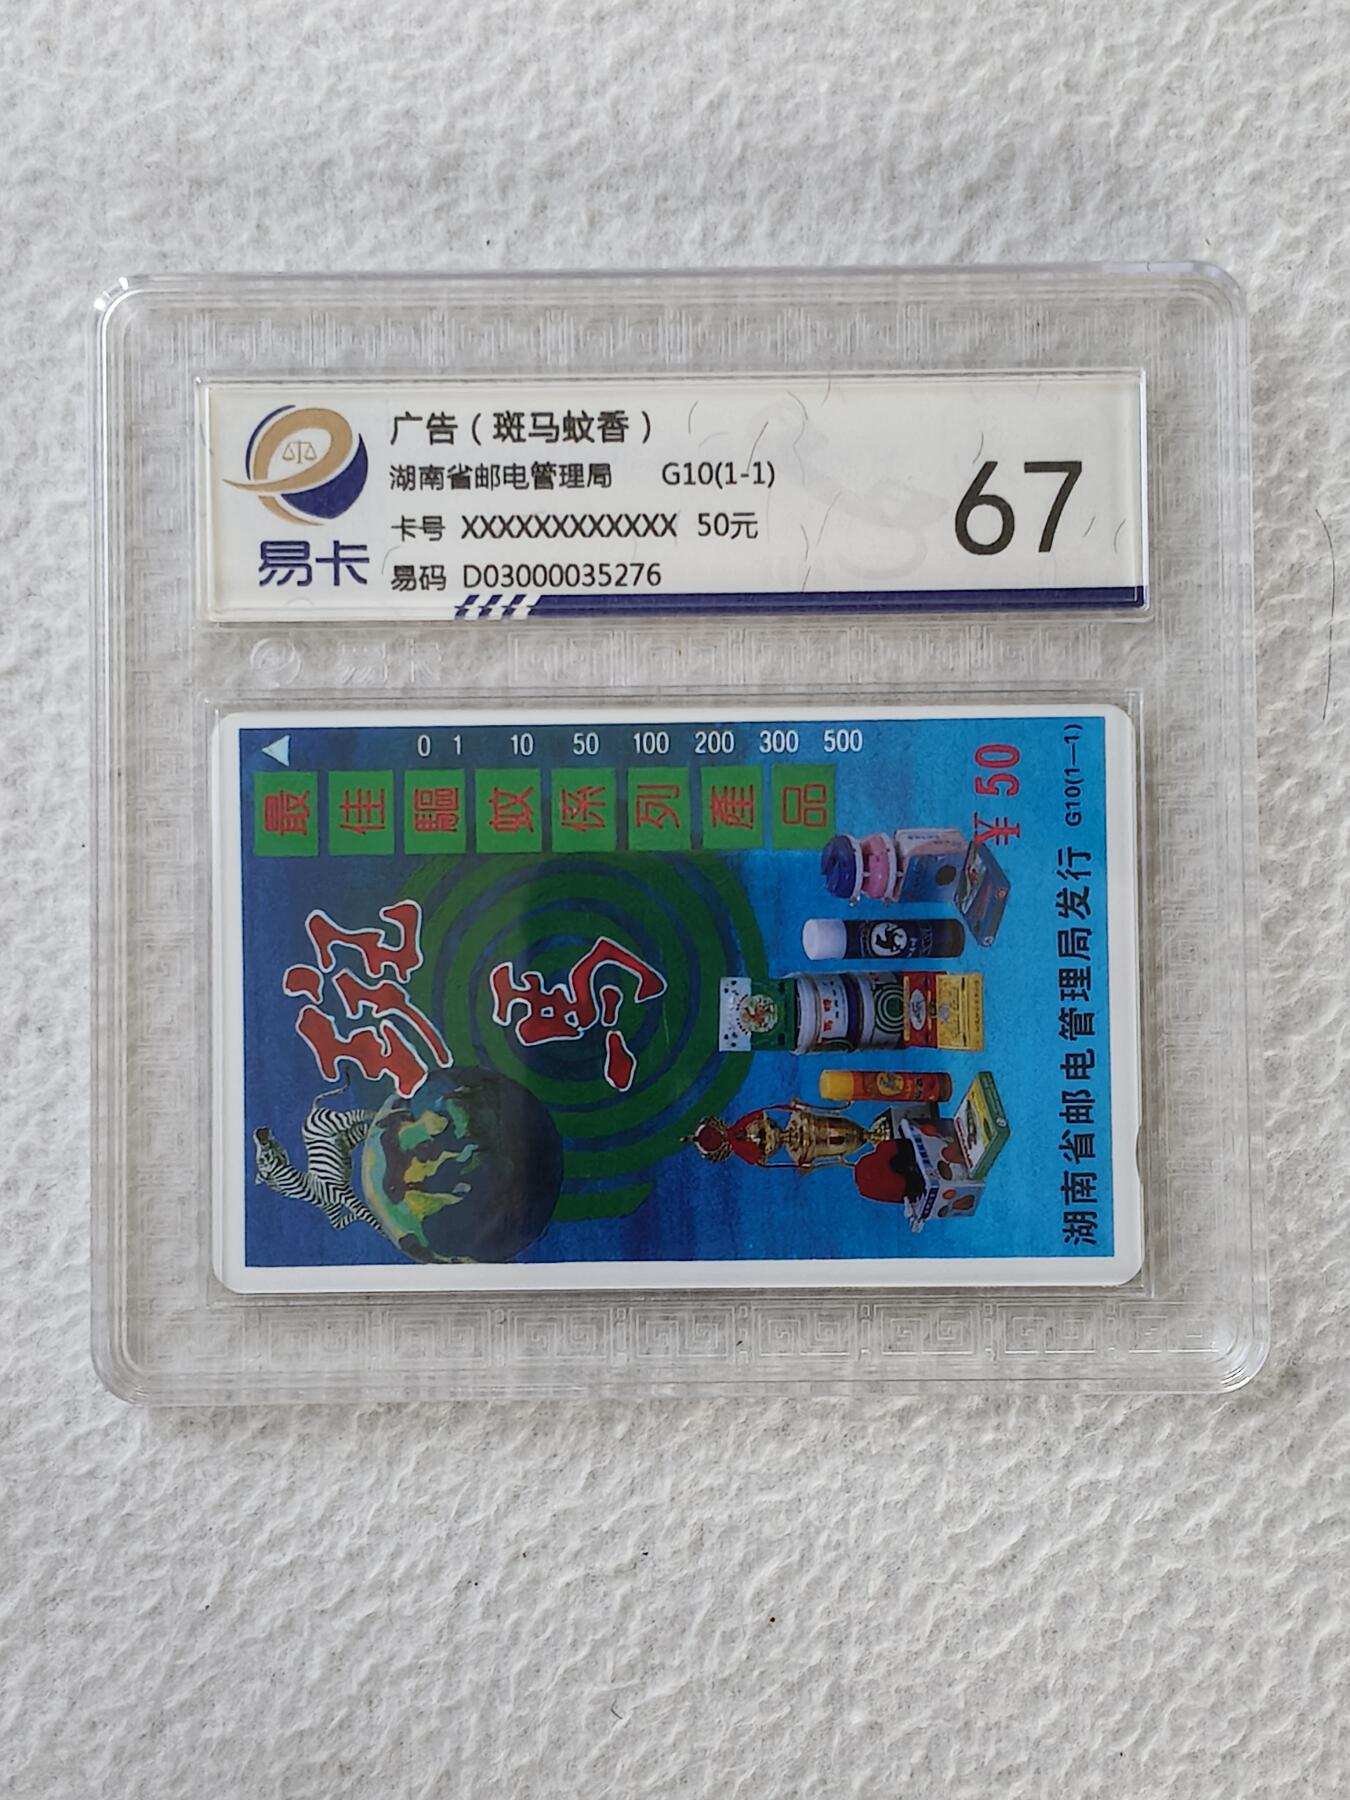 广告（斑马蚊香）
湖南省邮电管理局 G10(1-1)
67
卡号 XXXXXXXXXXXX 50元
易码 D03000035276
易卡
易卡
0 1 10 50 100 200 300 500
最佳驅蚊係列產品
斑马
¥50
湖南省邮电管理局发行 G10(1—1)